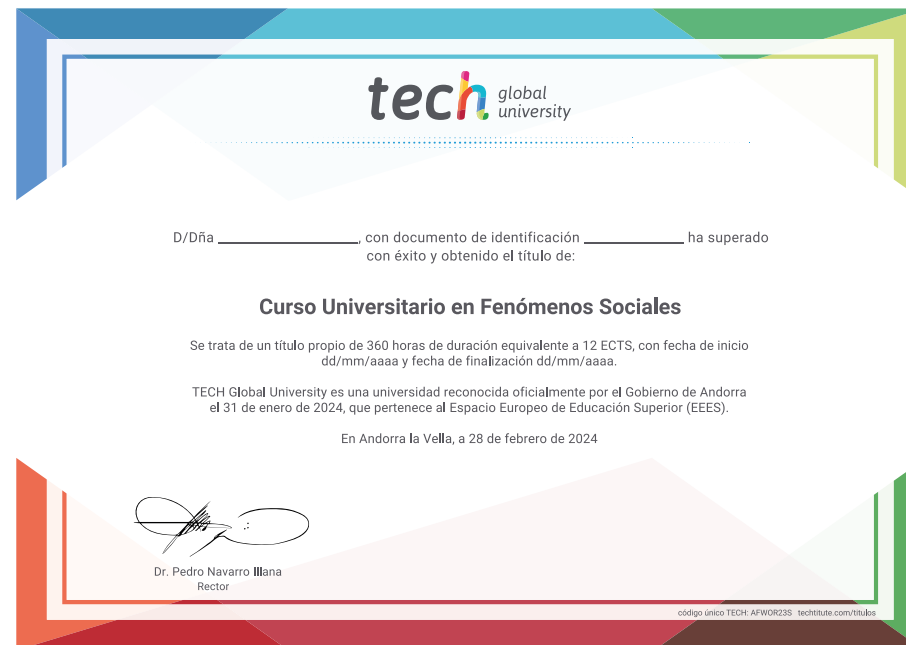 tech global university
D/Dña ______________, con documento de identificación __________ ha superado
con éxito y obtenido el título de:
Curso Universitario en Fenómenos Sociales
Se trata de un título propio de 360 horas de duración equivalente a 12 ECTS, con fecha de inicio
dd/mm/aaaa y fecha de finalización dd/mm/aaaa.
TECH Global University es una universidad reconocida oficialmente por el Gobierno de Andorra
el 31 de enero de 2024, que pertenece al Espacio Europeo de Educación Superior (EEES).
En Andorra la Vella, a 28 de febrero de 2024
Dr. Pedro Navarro Illana
Rector
código único TECH: AFWOR23S techtitute.com/titulos